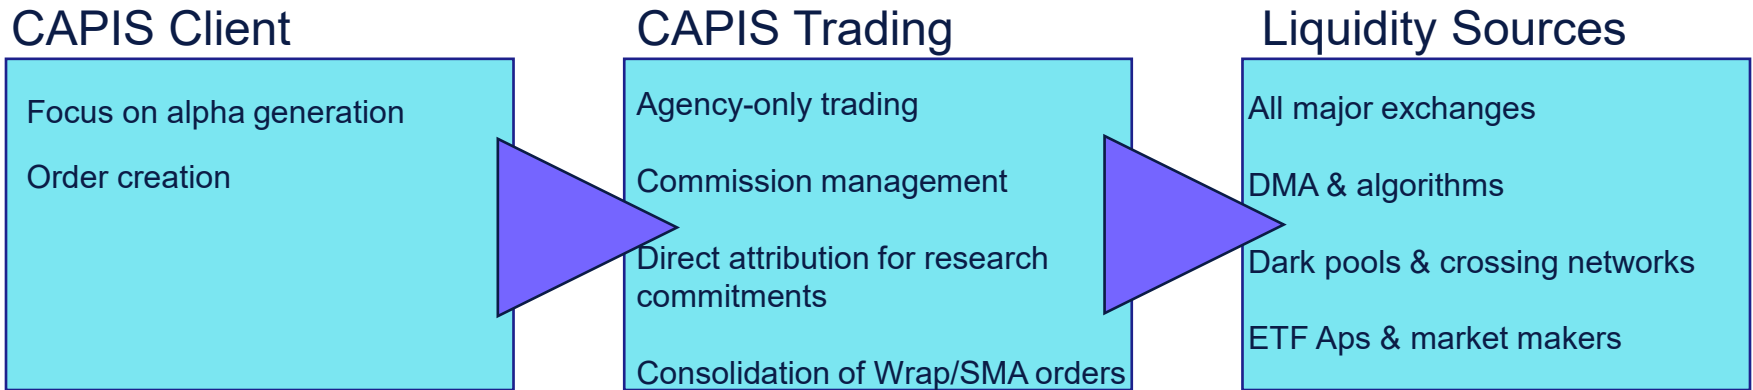 CAPIS Client
Focus on alpha generation
Order creation
CAPIS Trading
Agency-only trading
Commission management
Direct attribution for research
commitments
Consolidation of Wrap/SMA orders
Liquidity Sources
All major exchanges
DMA & algorithms
Dark pools & crossing networks
ETF Aps & market makers